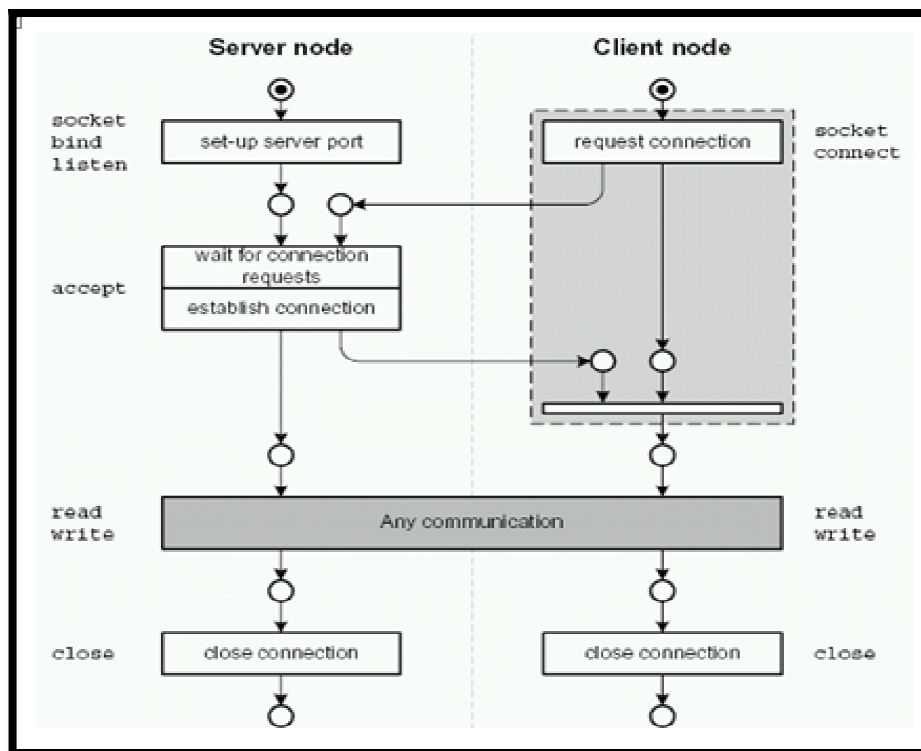 Server node
Client node
socket
bind
listen
set-up server port
request connection
socket
connect
accept
wait for connection
requests
establish connection
read
write
Any communication
read
write
close
close connection
close connection
close